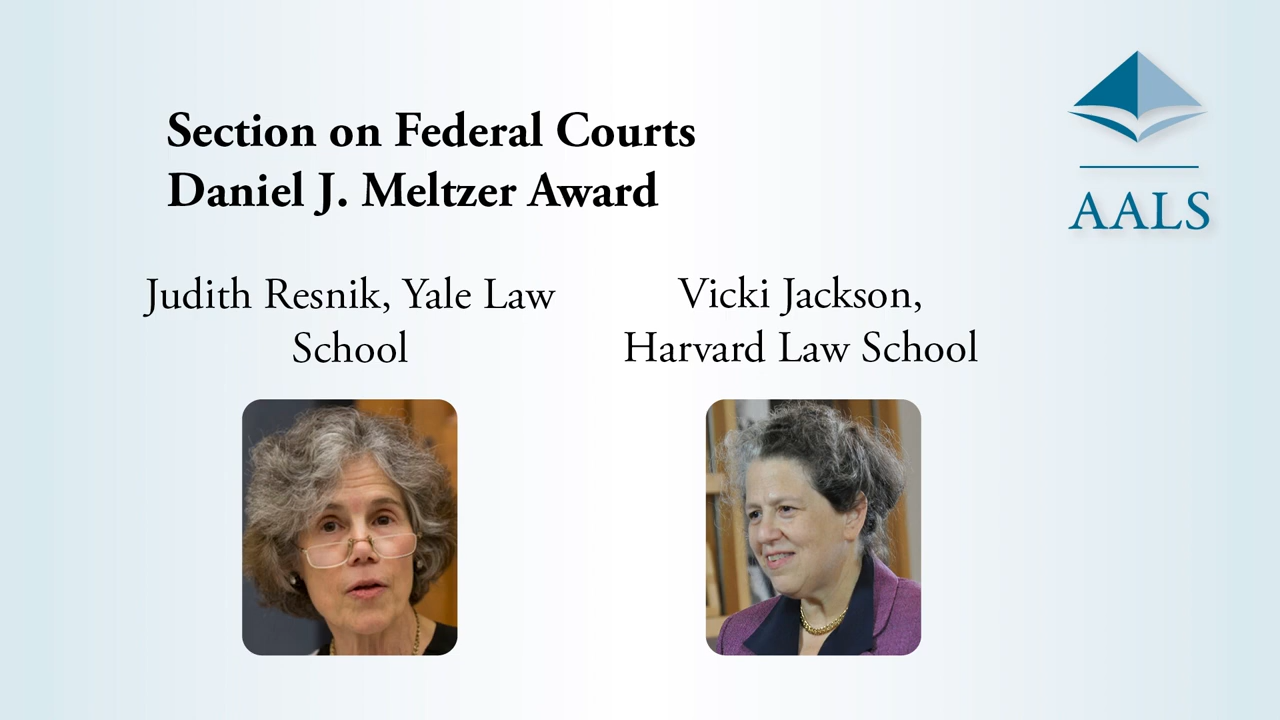 Section on Federal Courts
Daniel J. Meltzer Award
AALS
Judith Resnik, Yale Law
School
Vicki Jackson,
Harvard Law School